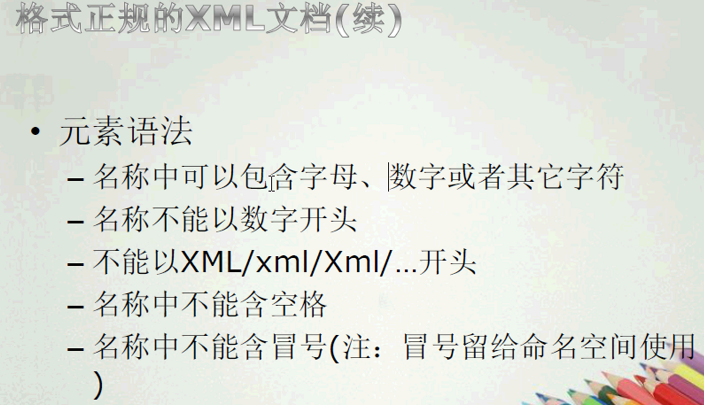 格式正规的XML文档(续)
• 元素语法
– 名称中可以包含字母、数字或者其它字符
– 名称不能以数字开头
– 不能以XML/xml/Xml/…开头
– 名称中不能含空格
– 名称中不能含冒号(注：冒号留给命名空间使用
)